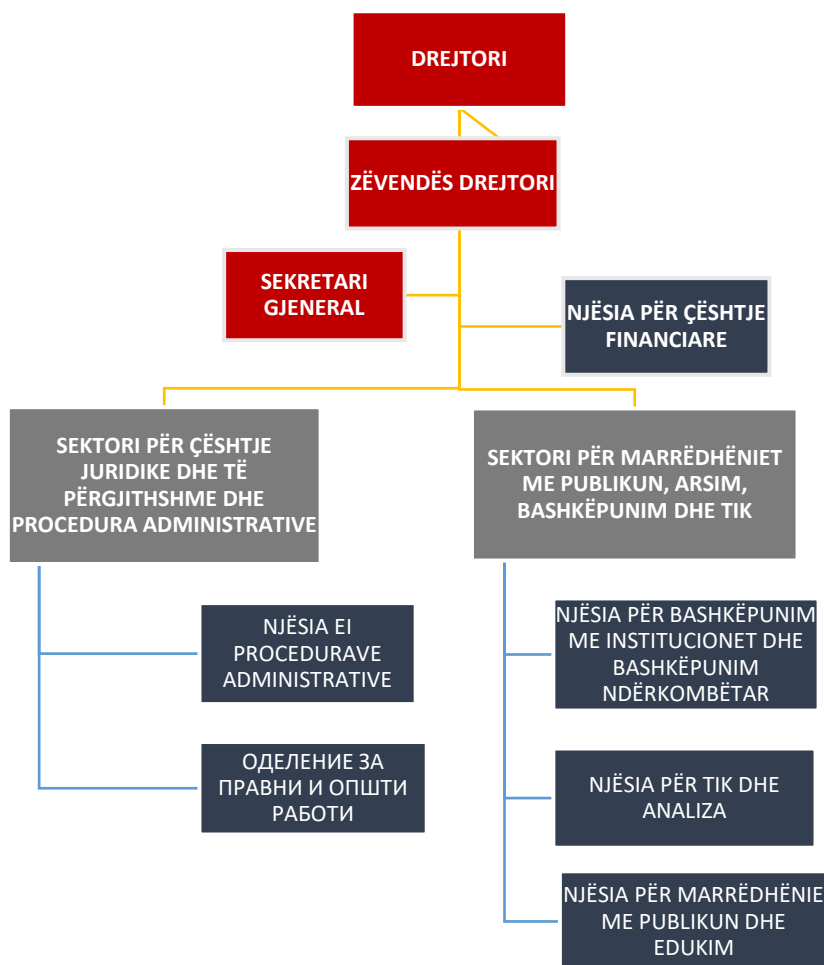 DREJTORI
ZËVENDËS DREJTORI
SEKRETARI
GJENERAL
NJËSIA PËR ÇËSHTJE
FINANCIARE
SEKTORI PËR ÇËSHTJE
JURIDIKE DHE TË
PËRGJITHSHME DHE
PROCEDURA ADMINISTRATIVE
SEKTORI PËR MARRËDHËNIET
ME PUBLIKUN, ARSIM,
BASHKËPUNIM DHE TIK
NJËSIA EI
PROCEDURAVE
ADMINISTRATIVE
ОДЕЛЕНИЕ ЗА
ПРАВНИ И ОПШТИ
РАБОТИ
NJËSIA PËR BASHKËPUNIM
ME INSTITUCIONET DHE
BASHKËPUNIM
NDËRKOMBËTAR
NJËSIA PËR TIK DHE
ANALIZA
NJËSIA PËR MARRËDHËNIE
ME PUBLIKUN DHE
EDUKIM